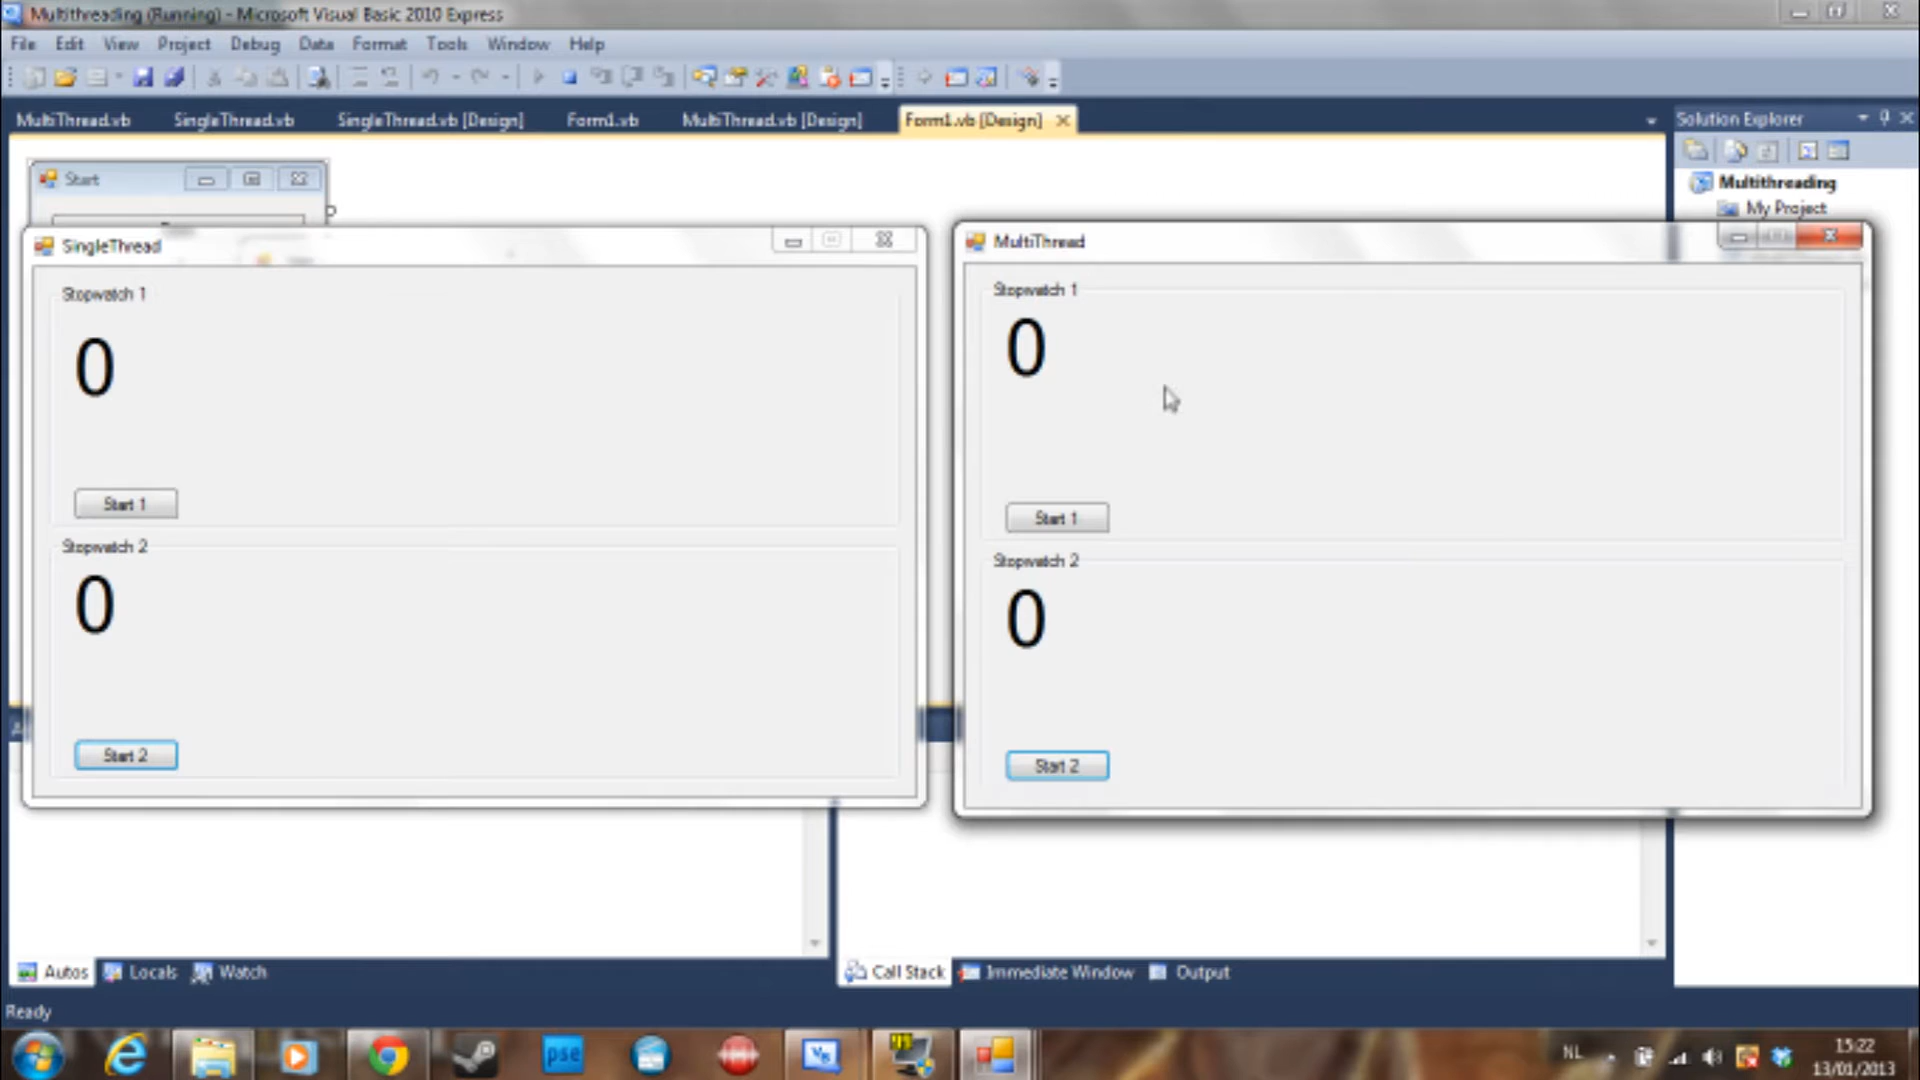 Multithreading (Running) - Microsoft Visual Basic 2010 Express
File Edit View Project Debug Data Format Tools Window Help
MultiThread.vb SingleThread.vb SingleThread.vb [Design] Form1.vb MultiThread.vb [Design] Form1.vb [Design]
Solution Explorer
Multithreading
My Project
Start
SingleThread
Stopwatch 1
0
Start 1
Stopwatch 2
0
Start 2
MultiThread
Stopwatch 1
0
Start 1
Stopwatch 2
0
Start 2
Autos Locals Watch
Call Stack Immediate Window Output
Ready
pse
NL
15:22
13/01/2013